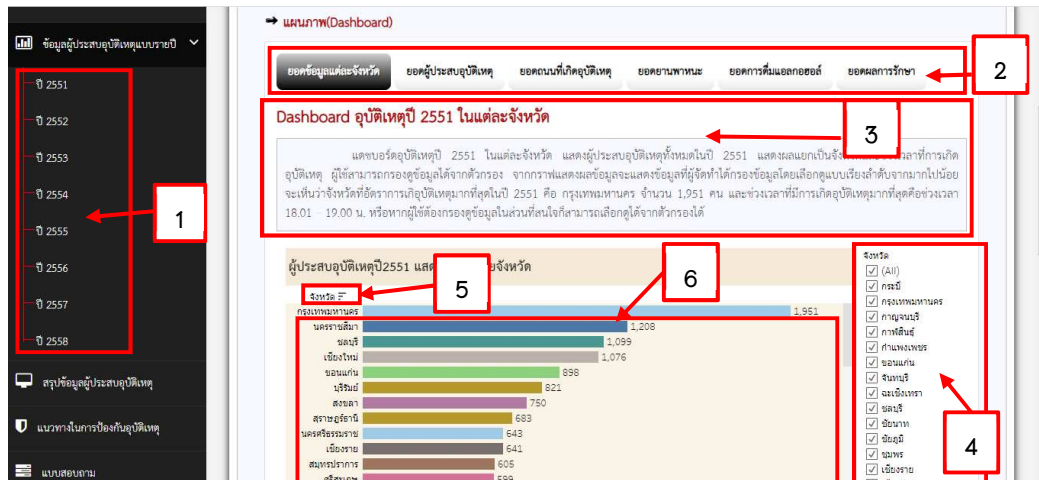 ข้อมูลผู้ประสบอุบัติเหตุแบบรายปี
ปี 2551
ปี 2552
ปี 2553
ปี 2554
ปี 2555
ปี 2556
ปี 2557
ปี 2558
สรุปข้อมูลผู้ประสบอุบัติเหตุ
แนวทางในการป้องกันอุบัติเหตุ
แบบสอบถาม
1
แผนภาพ(Dashboard)
ยอดข้อมูลแต่ละจังหวัด ยอดผู้ประสบอุบัติเหตุ ยอดถนนที่เกิดอุบัติเหตุ ยอดยานพาหนะ ยอดการดื่มแอลกอฮอล์ ยอดผลการรักษา
2
Dashboard อุบัติเหตุปี 2551 ในแต่ละจังหวัด
3
แดชบอร์ดอุบัติเหตุปี 2551 ในแต่ละจังหวัด แสดงผู้ประสบอุบัติเหตุทั้งหมดในปี 2551 แสดงผลแยกเป็นจัง ลาที่การเกิด
อุบัติเหตุ ผู้ใช้สามารถกรองดูข้อมูลได้จากตัวกรอง จากกราฟแสดงผลข้อมูลจะแสดงข้อมูลที่ผู้จัดทำได้กรองข้อมูลโดยเลือกดูแบบเรียงลำดับจากมากไปน้อย
จะเห็นว่าจังหวัดที่อัตราการเกิอุบัติเหตุมากที่สุดในปี 2551 คือ กรุงเทพมหานคร จำนวน 1,951 คน และช่วงเวลาที่มีการเกิดอุบัติเหตุมากที่สุดคือช่วงเวลา
18.01 - 19.00 น. หรือหากผู้ใช้ต้องกรองดูข้อมูลในส่วนที่สนใจก็สามารถเลือกดูได้จากตัวกรองได้
ผู้ประสบอุบัติเหตุปี2551 แส ยจังหวัด
5
6
จังหวัด
กรุงเทพมหานคร 1,951
นครราชสีมา 1,208
ชลบุรี 1,099
เชียงใหม่ 1,076
ขอนแก่น 898
บุรีรัมย์ 821
สงขลา 750
สุราษฎร์ธานี 683
นครศรีธรรมราช 643
เชียงราย 641
สมุทรปราการ 605
ศรีสะเกษ 599
จังหวัด
(All)
กระบี่
กรุงเทพมหานคร
กาญจนบุรี
กาฬสินธุ์
กำแพงเพชร
ขอนแก่น
จันทบุรี
ฉะเชิงเทรา
ชลบุรี
ชัยนาท
ชัยภูมิ
ชุมพร
เชียงราย
4